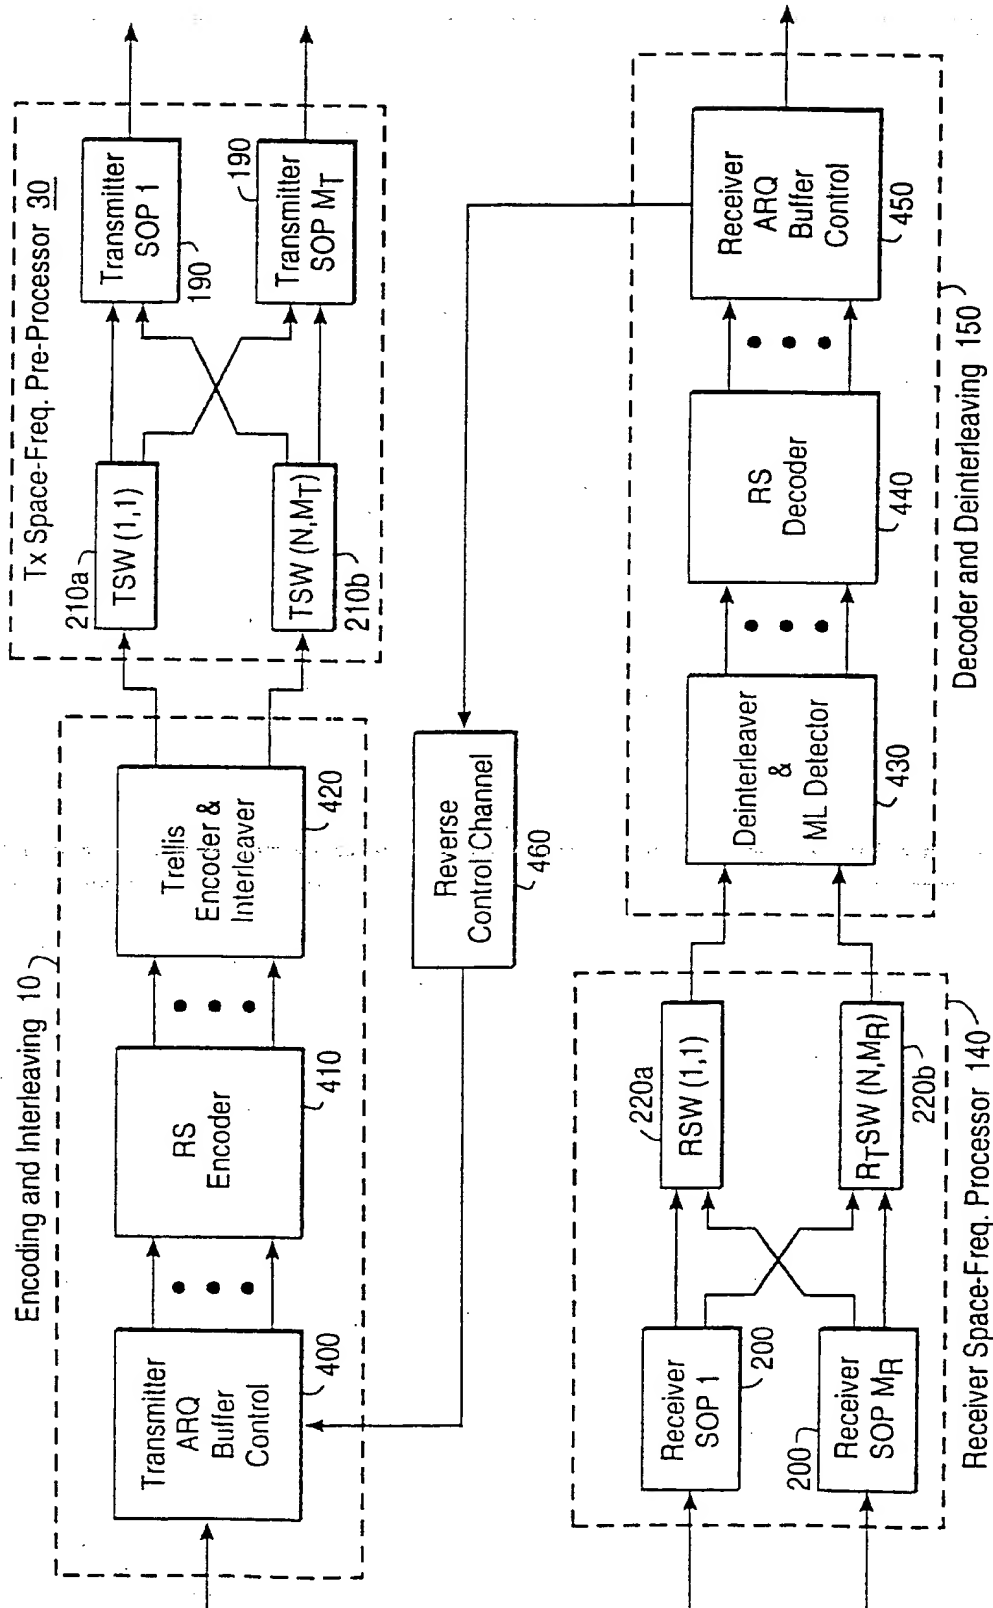 Encoding and Interleaving 10
Transmitter
ARQ
Buffer
Control
400
RS
Encoder
410
Trellis
Encoder &
Interleaver
420
Tx Space-Freq. Pre-Processor 30
210a
TSW (1,1)
TSW (N,MT)
210b
Transmitter
SOP 1
190
190
Transmitter
SOP MT
Reverse
Control Channel
460
Receiver
SOP 1
200
200
Receiver
SOP MR
220a
RSW (1,1)
RTSW (N,MR)
220b
Receiver Space-Freq. Processor 140
Deinterleaver
&
ML Detector
430
RS
Decoder
440
Receiver
ARQ
Buffer
Control
450
Decoder and Deinterleaving 150